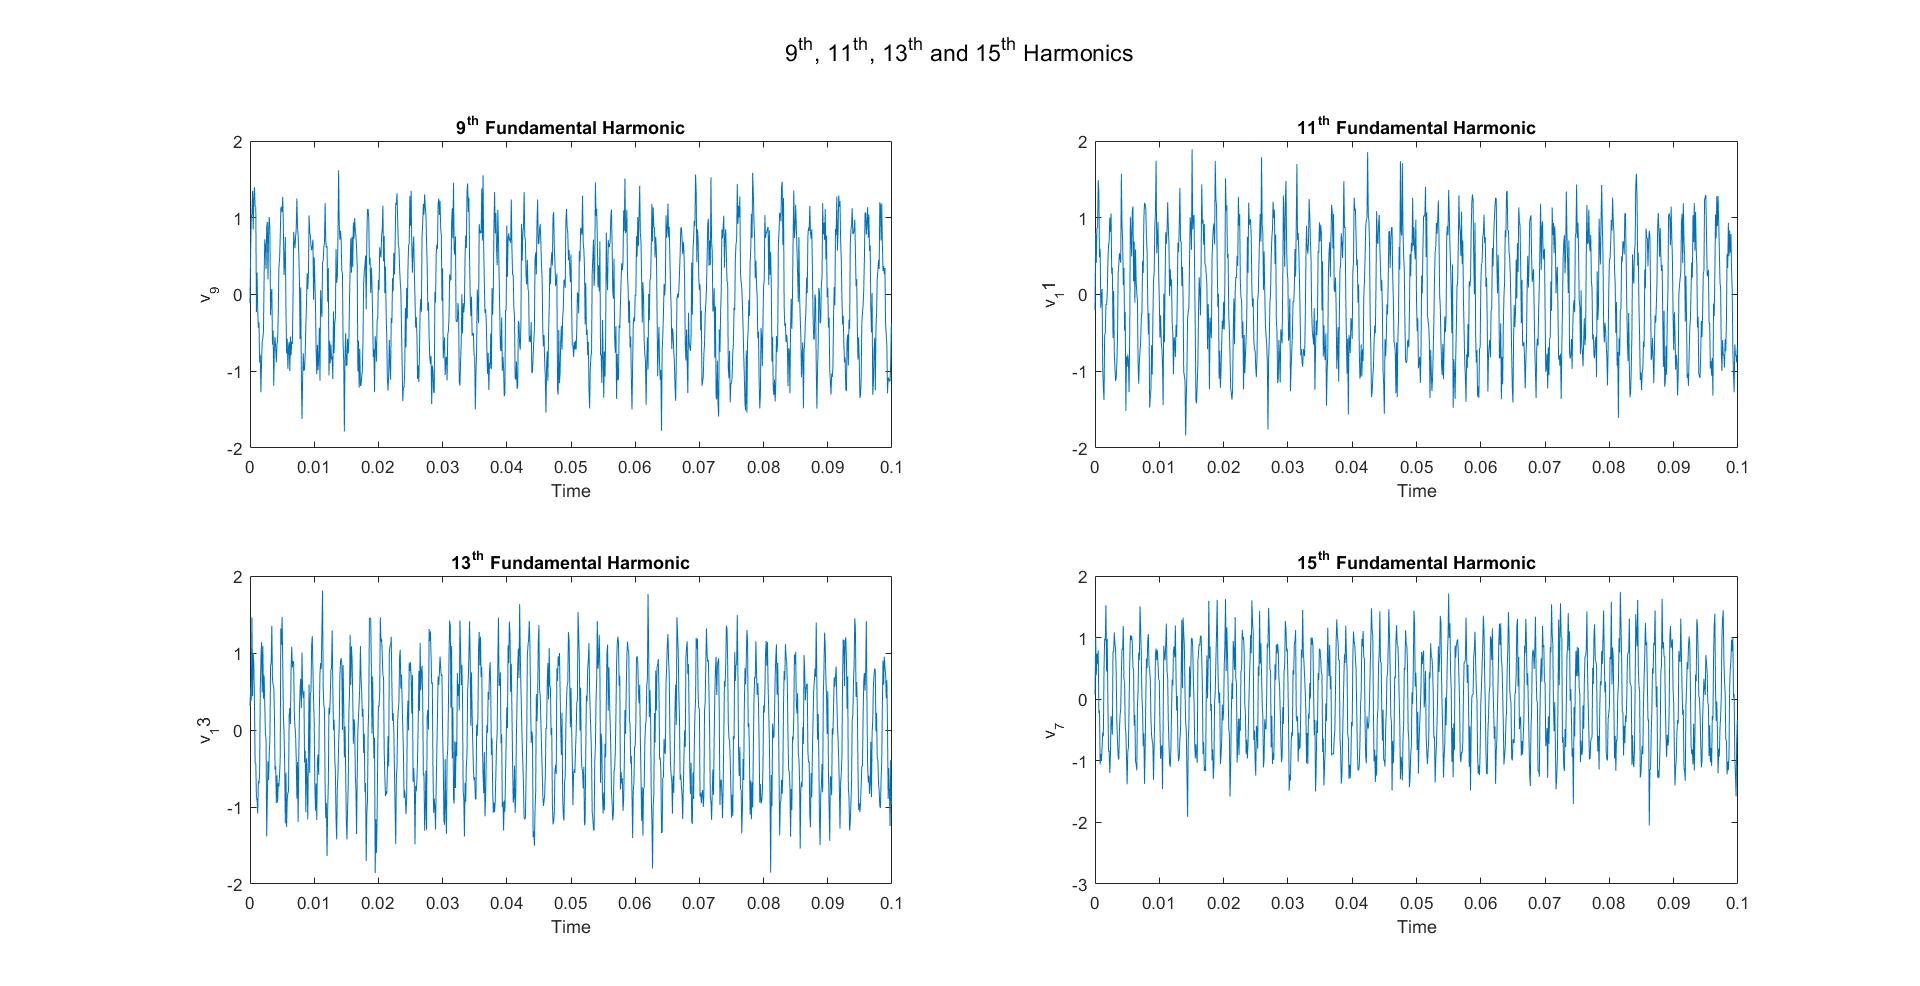 9th, 11th, 13th and 15th Harmonics
9th Fundamental Harmonic
2
1
0
-1
-2
v9
0 0.01 0.02 0.03 0.04 0.05 0.06 0.07 0.08 0.09 0.1
Time
11th Fundamental Harmonic
2
1
0
-1
-2
v11
0 0.01 0.02 0.03 0.04 0.05 0.06 0.07 0.08 0.09 0.1
Time
13th Fundamental Harmonic
2
1
0
-1
-2
v13
0 0.01 0.02 0.03 0.04 0.05 0.06 0.07 0.08 0.09 0.1
Time
15th Fundamental Harmonic
2
1
0
-1
-2
-3
v7
0 0.01 0.02 0.03 0.04 0.05 0.06 0.07 0.08 0.09 0.1
Time